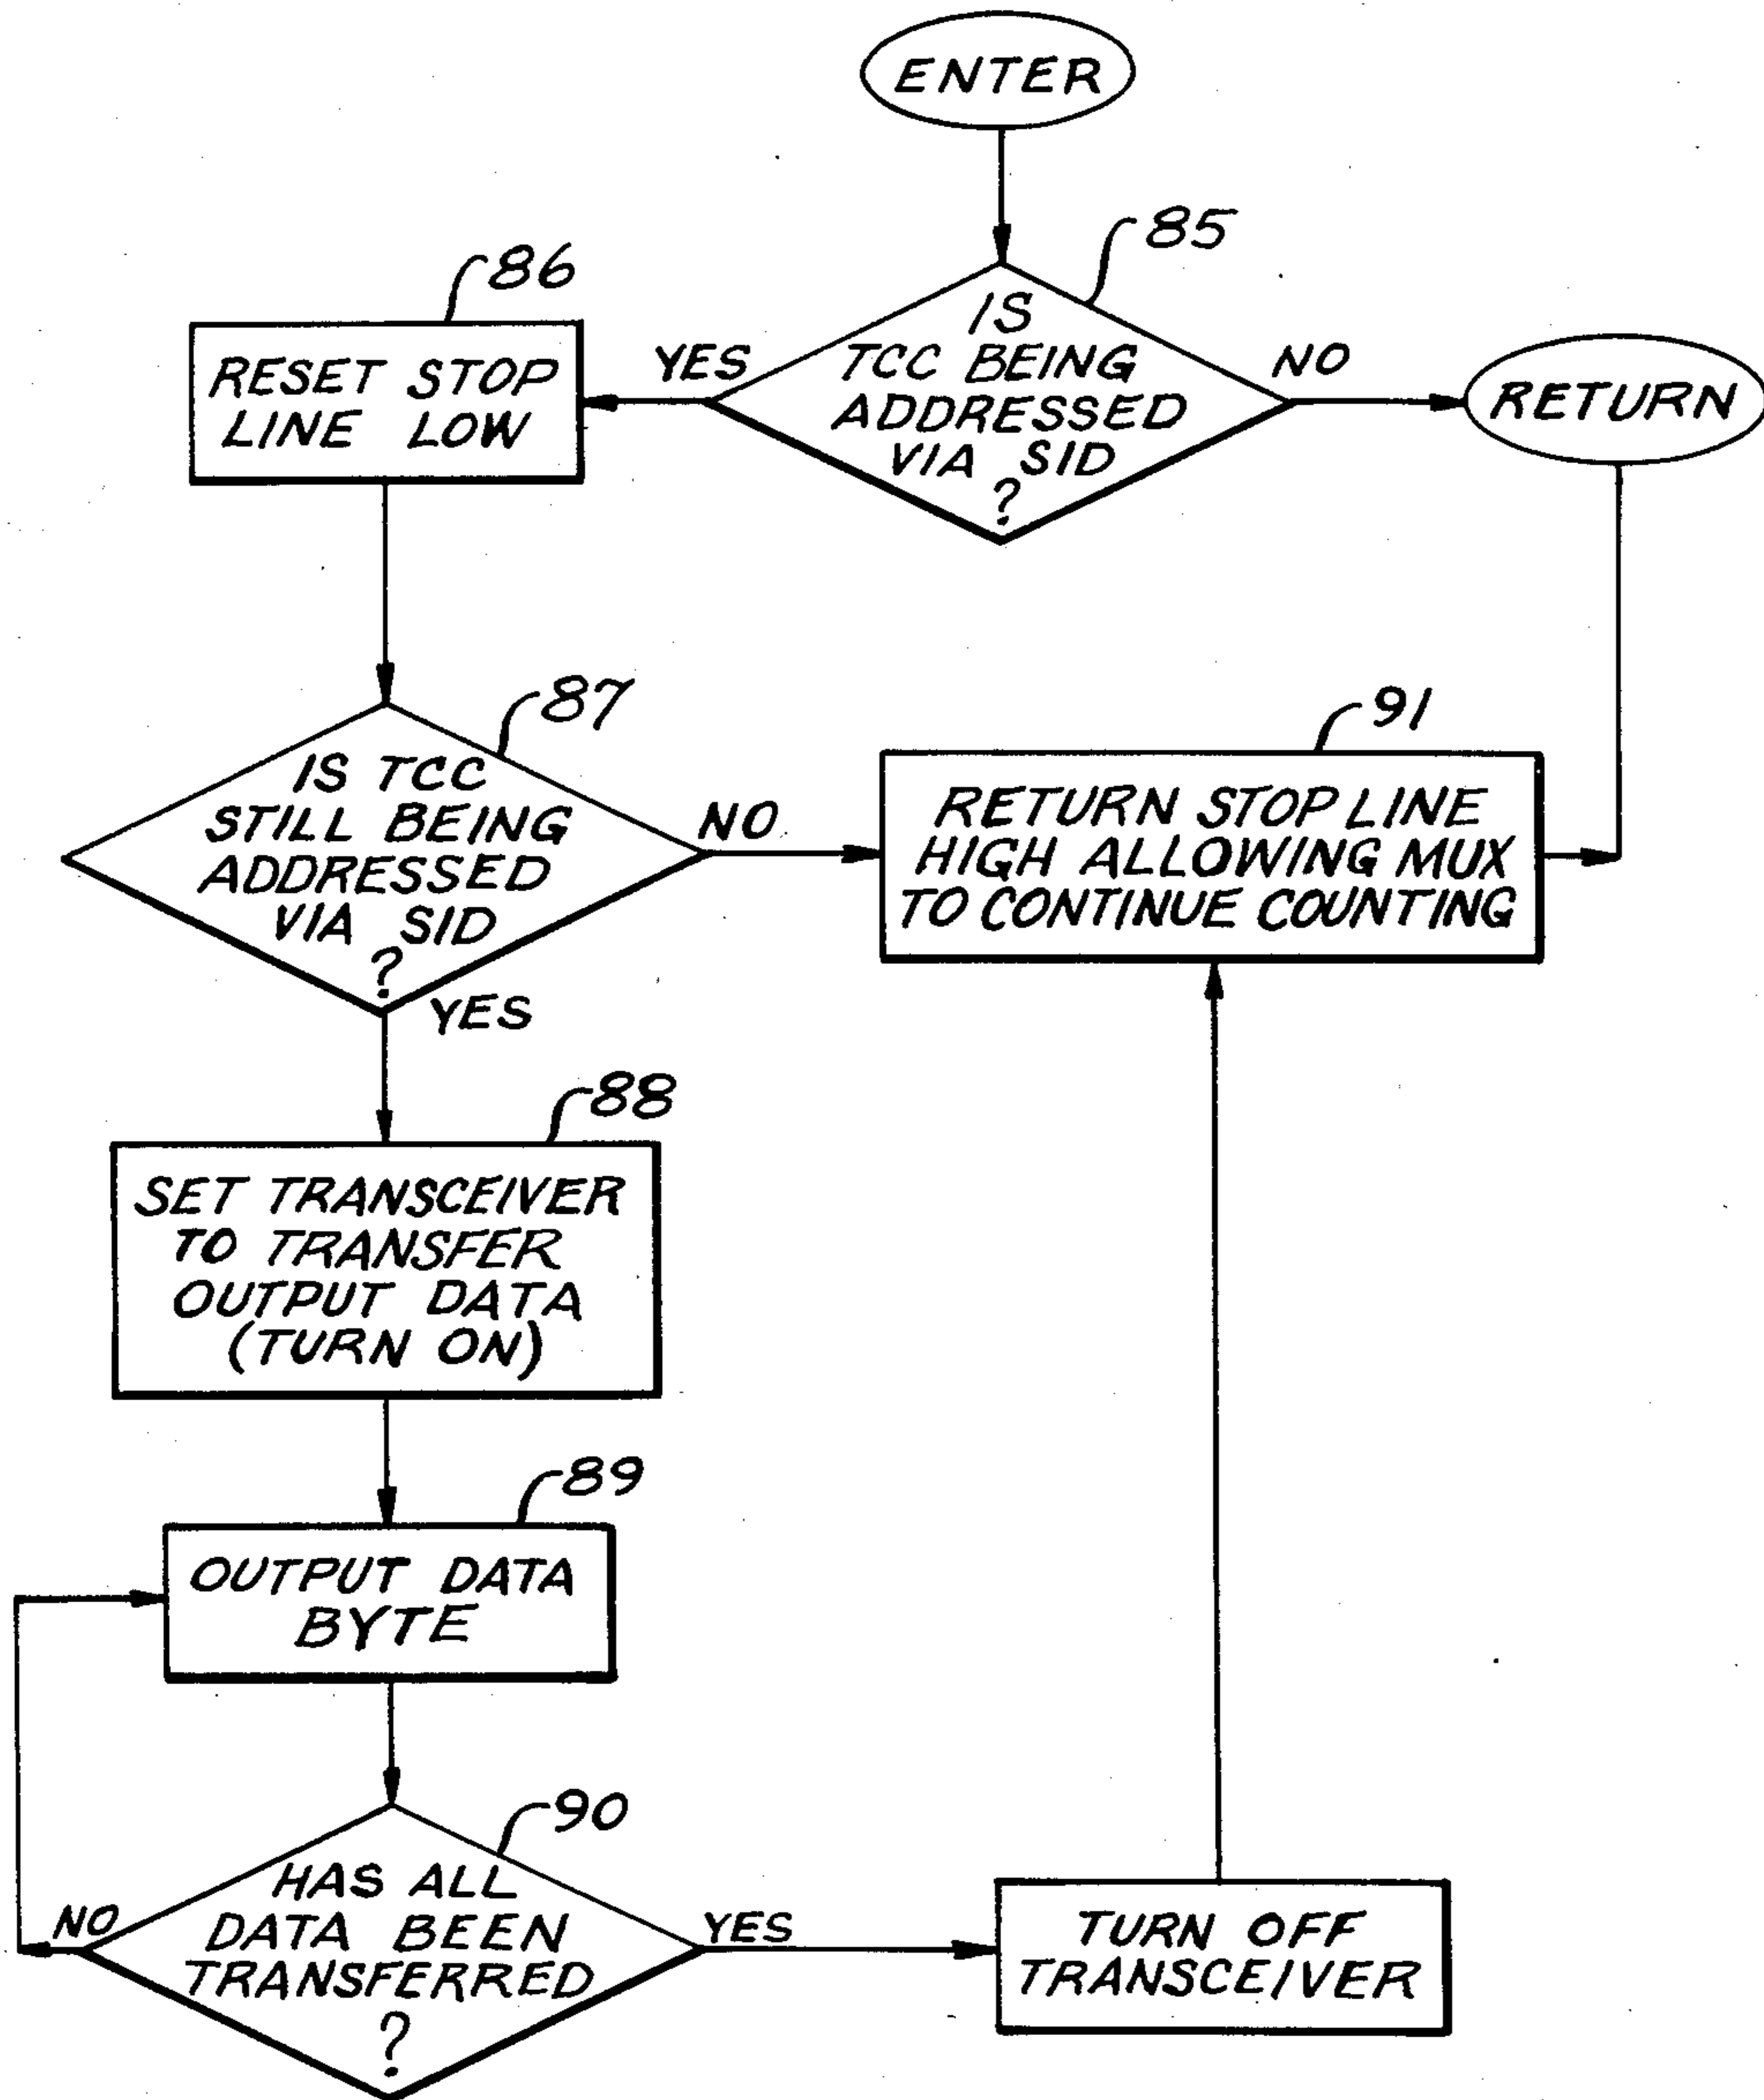 ENTER
85
IS
TCC BEING
ADDRESSED
VIA SID
?
YES
NO
86
RESET STOP
LINE LOW
RETURN
87
IS TCC
STILL BEING
ADDRESSED
VIA SID
?
NO
YES
91
RETURN STOP LINE
HIGH ALLOWING MUX
TO CONTINUE COUNTING
88
SET TRANSCEIVER
TO TRANSFER
OUTPUT DATA
(TURN ON)
89
OUTPUT DATA
BYTE
90
HAS ALL
DATA BEEN
TRANSFERRED
?
NO
YES
TURN OFF
TRANSCEIVER